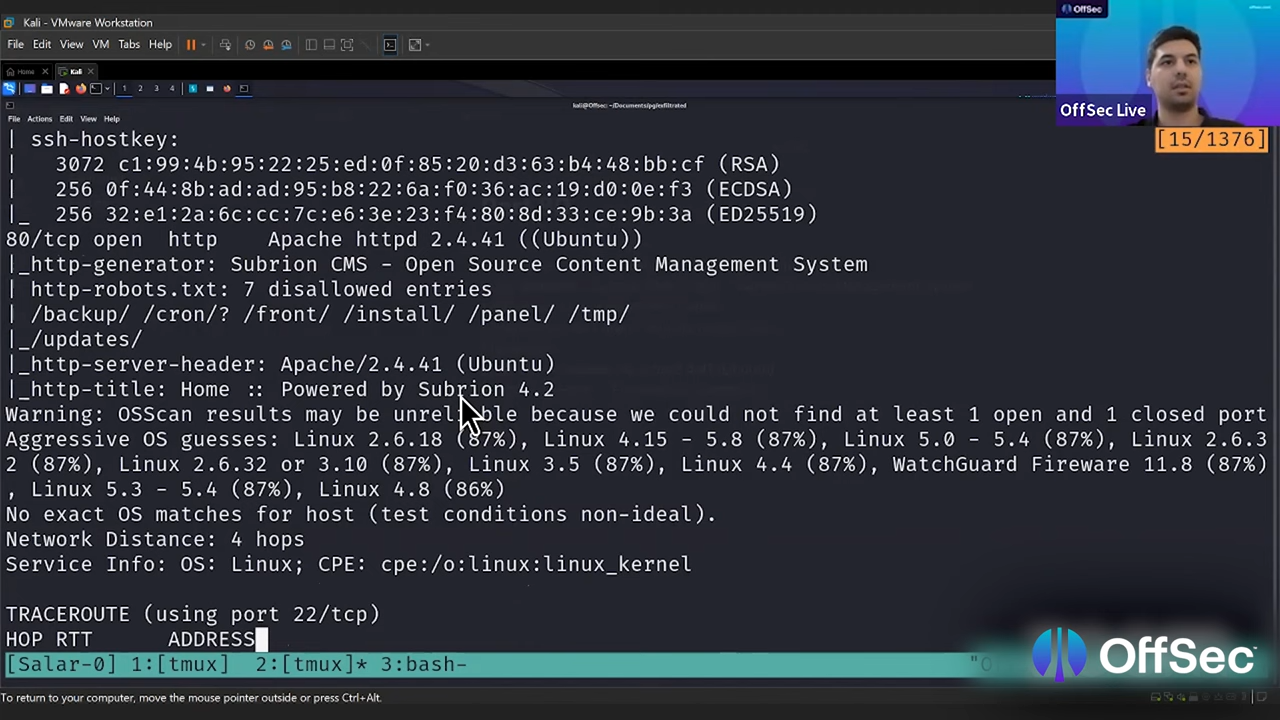 Kali - VMware Workstation
OffSec
File Edit View VM Tabs Help
Home Kali
1 2 3 4
kali@Offsec: ~/Documents/pg/exfiltrated
OffSec Live
File Actions Edit View Help
[15/1376]
| ssh-hostkey:
|   3072 c1:99:4b:95:22:25:ed:0f:85:20:d3:63:b4:48:bb:cf (RSA)
|   256 0f:44:8b:ad:ad:95:b8:22:6a:f0:36:ac:19:d0:0e:f3 (ECDSA)
|_  256 32:e1:2a:6c:cc:7c:e6:3e:23:f4:80:8d:33:ce:9b:3a (ED25519)
80/tcp open  http    Apache httpd 2.4.41 ((Ubuntu))
|_http-generator: Subrion CMS - Open Source Content Management System
| http-robots.txt: 7 disallowed entries
| /backup/ /cron/? /front/ /install/ /panel/ /tmp/
|_/updates/
|_http-server-header: Apache/2.4.41 (Ubuntu)
|_http-title: Home :: Powered by Subrion 4.2
Warning: OSScan results may be unreliable because we could not find at least 1 open and 1 closed port
Aggressive OS guesses: Linux 2.6.18 (87%), Linux 4.15 - 5.8 (87%), Linux 5.0 - 5.4 (87%), Linux 2.6.3
2 (87%), Linux 2.6.32 or 3.10 (87%), Linux 3.5 (87%), Linux 4.4 (87%), WatchGuard Fireware 11.8 (87%)
, Linux 5.3 - 5.4 (87%), Linux 4.8 (86%)
No exact OS matches for host (test conditions non-ideal).
Network Distance: 4 hops
Service Info: OS: Linux; CPE: cpe:/o:linux:linux_kernel
TRACEROUTE (using port 22/tcp)
HOP RTT      ADDRESS
[Salar-0] 1:[tmux]  2:[tmux]* 3:bash-
OffSec
To return to your computer, move the mouse pointer outside or press Ctrl+Alt.